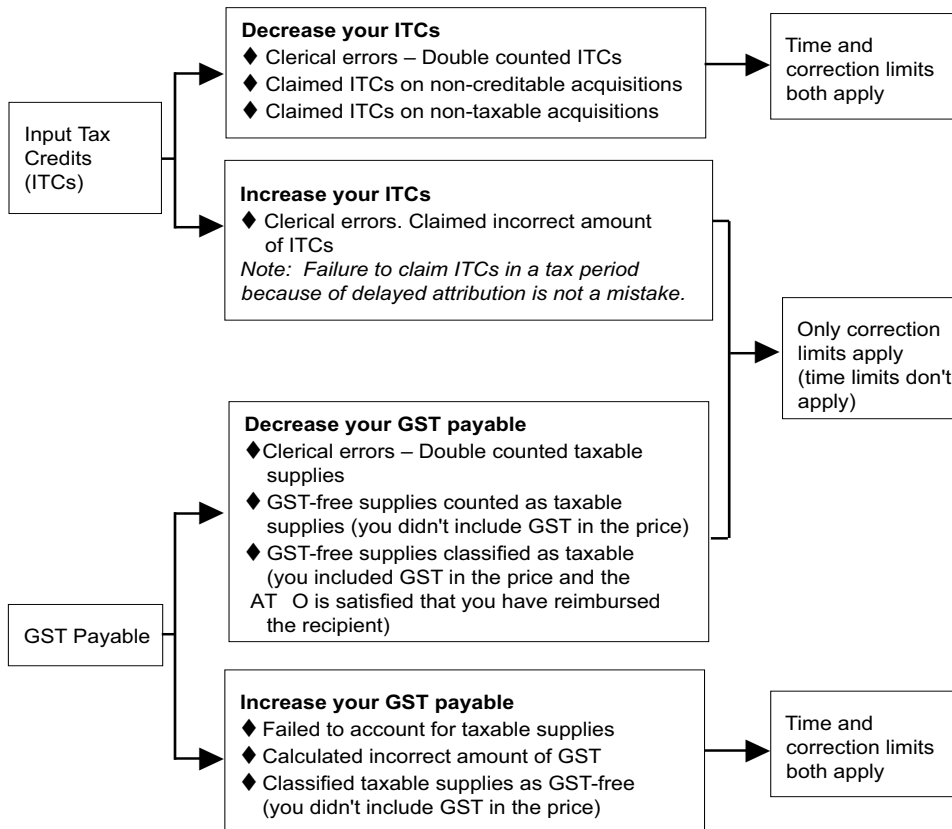 Decrease your ITCs
♦ Clerical errors – Double counted ITCs
♦ Claimed ITCs on non-creditable acquisitions
♦ Claimed ITCs on non-taxable acquisitions
Time and
correction limits
both apply
Input Tax
Credits
(ITCs)
Increase your ITCs
♦ Clerical errors. Claimed incorrect amount
of ITCs
Note: Failure to claim ITCs in a tax period
because of delayed attribution is not a mistake.
Only correction
limits apply
(time limits don't
apply)
Decrease your GST payable
♦Clerical errors – Double counted taxable
supplies
♦ GST-free supplies counted as taxable
supplies (you didn't include GST in the price)
♦ GST-free supplies classified as taxable
(you included GST in the price and the
AT O is satisfied that you have reimbursed
the recipient)
GST Payable
Increase your GST payable
♦ Failed to account for taxable supplies
♦ Calculated incorrect amount of GST
♦ Classified taxable supplies as GST-free
(you didn't include GST in the price)
Time and
correction limits
both apply